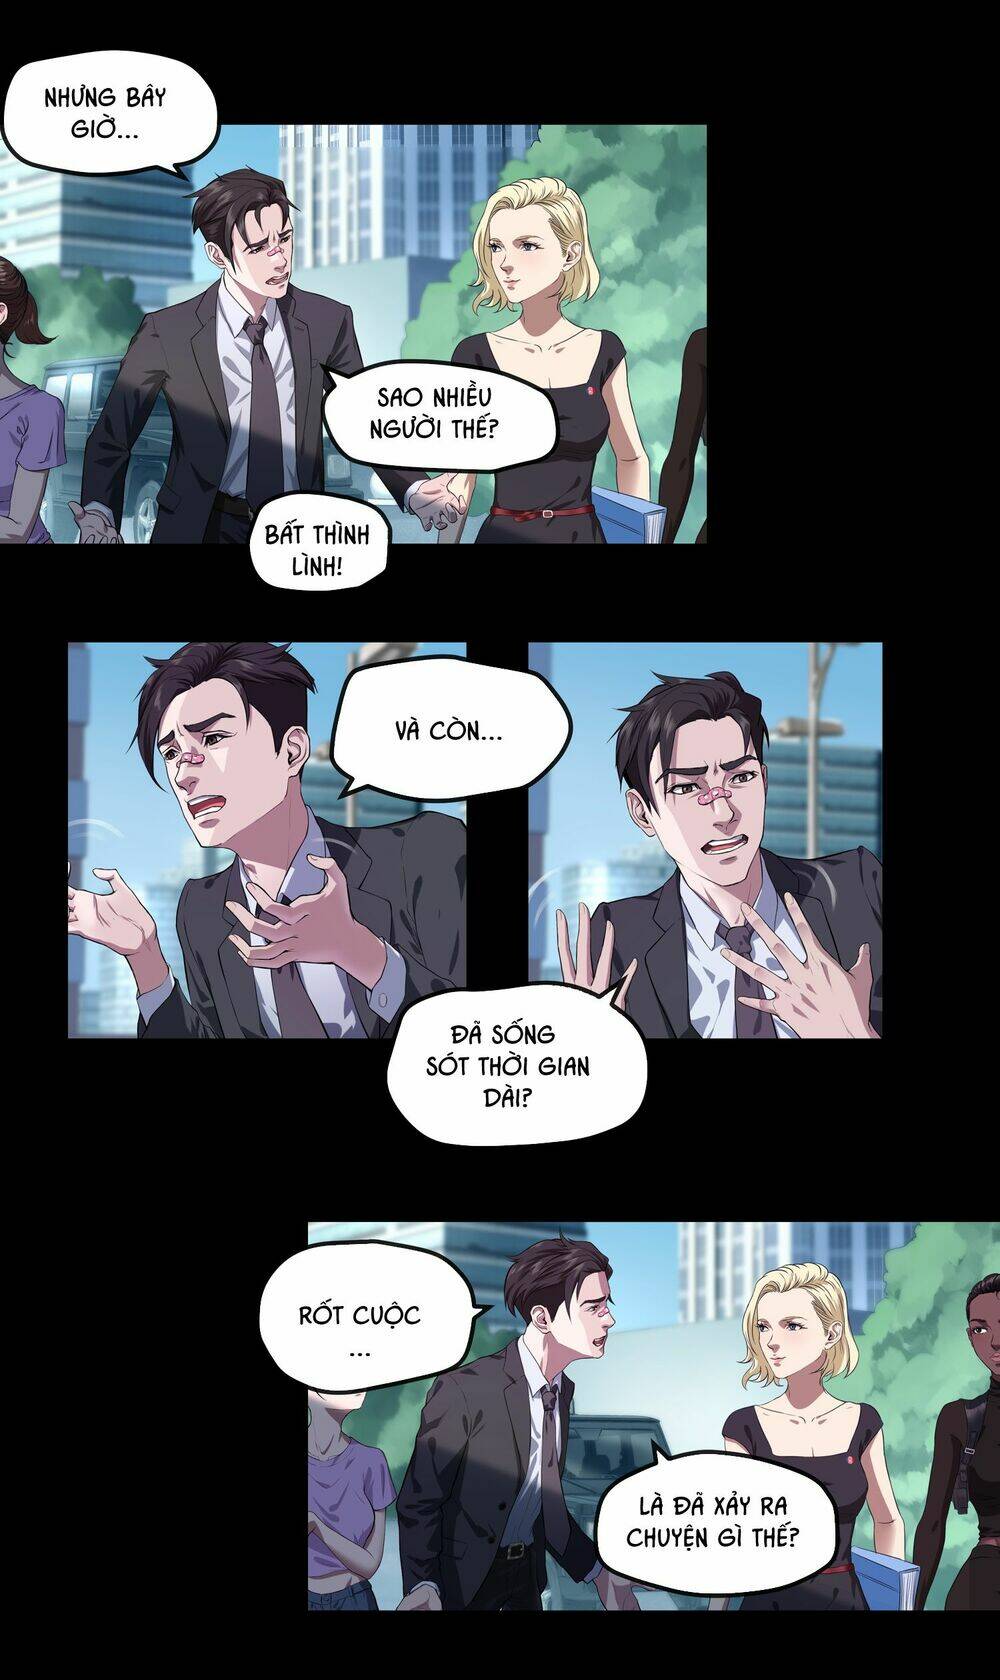 NHƯNG BÂY
GIỜ...
SAO NHIỀU
NGƯỜI THẾ?
BẤT THÌNH
LÌNH!
VÀ CÒN...
ĐÃ SỐNG
SÓT THỜI GIAN
DÀI?
RỐT CUỘC
...
LÀ ĐÃ XẢY RA
CHUYỆN GÌ THẾ?